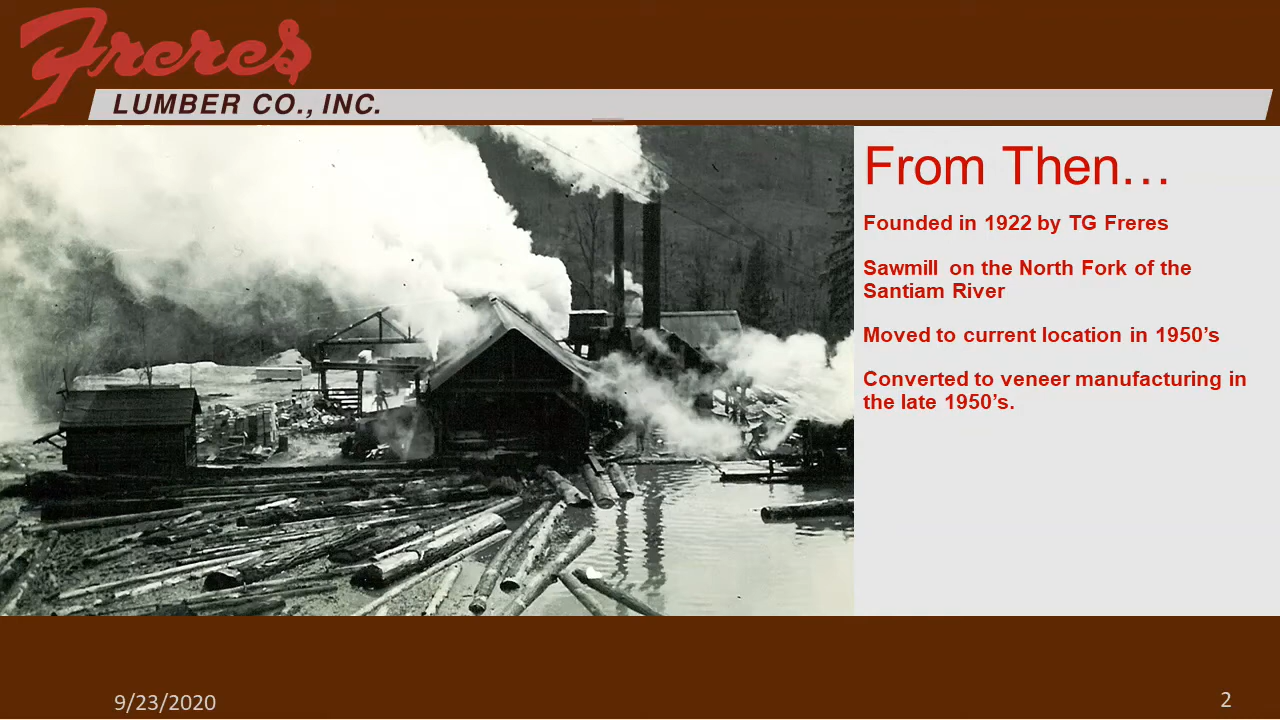 Freres
LUMBER CO., INC.
From Then…
Founded in 1922 by TG Freres
Sawmill on the North Fork of the
Santiam River
Moved to current location in 1950’s
Converted to veneer manufacturing in
the late 1950’s.
9/23/2020
2